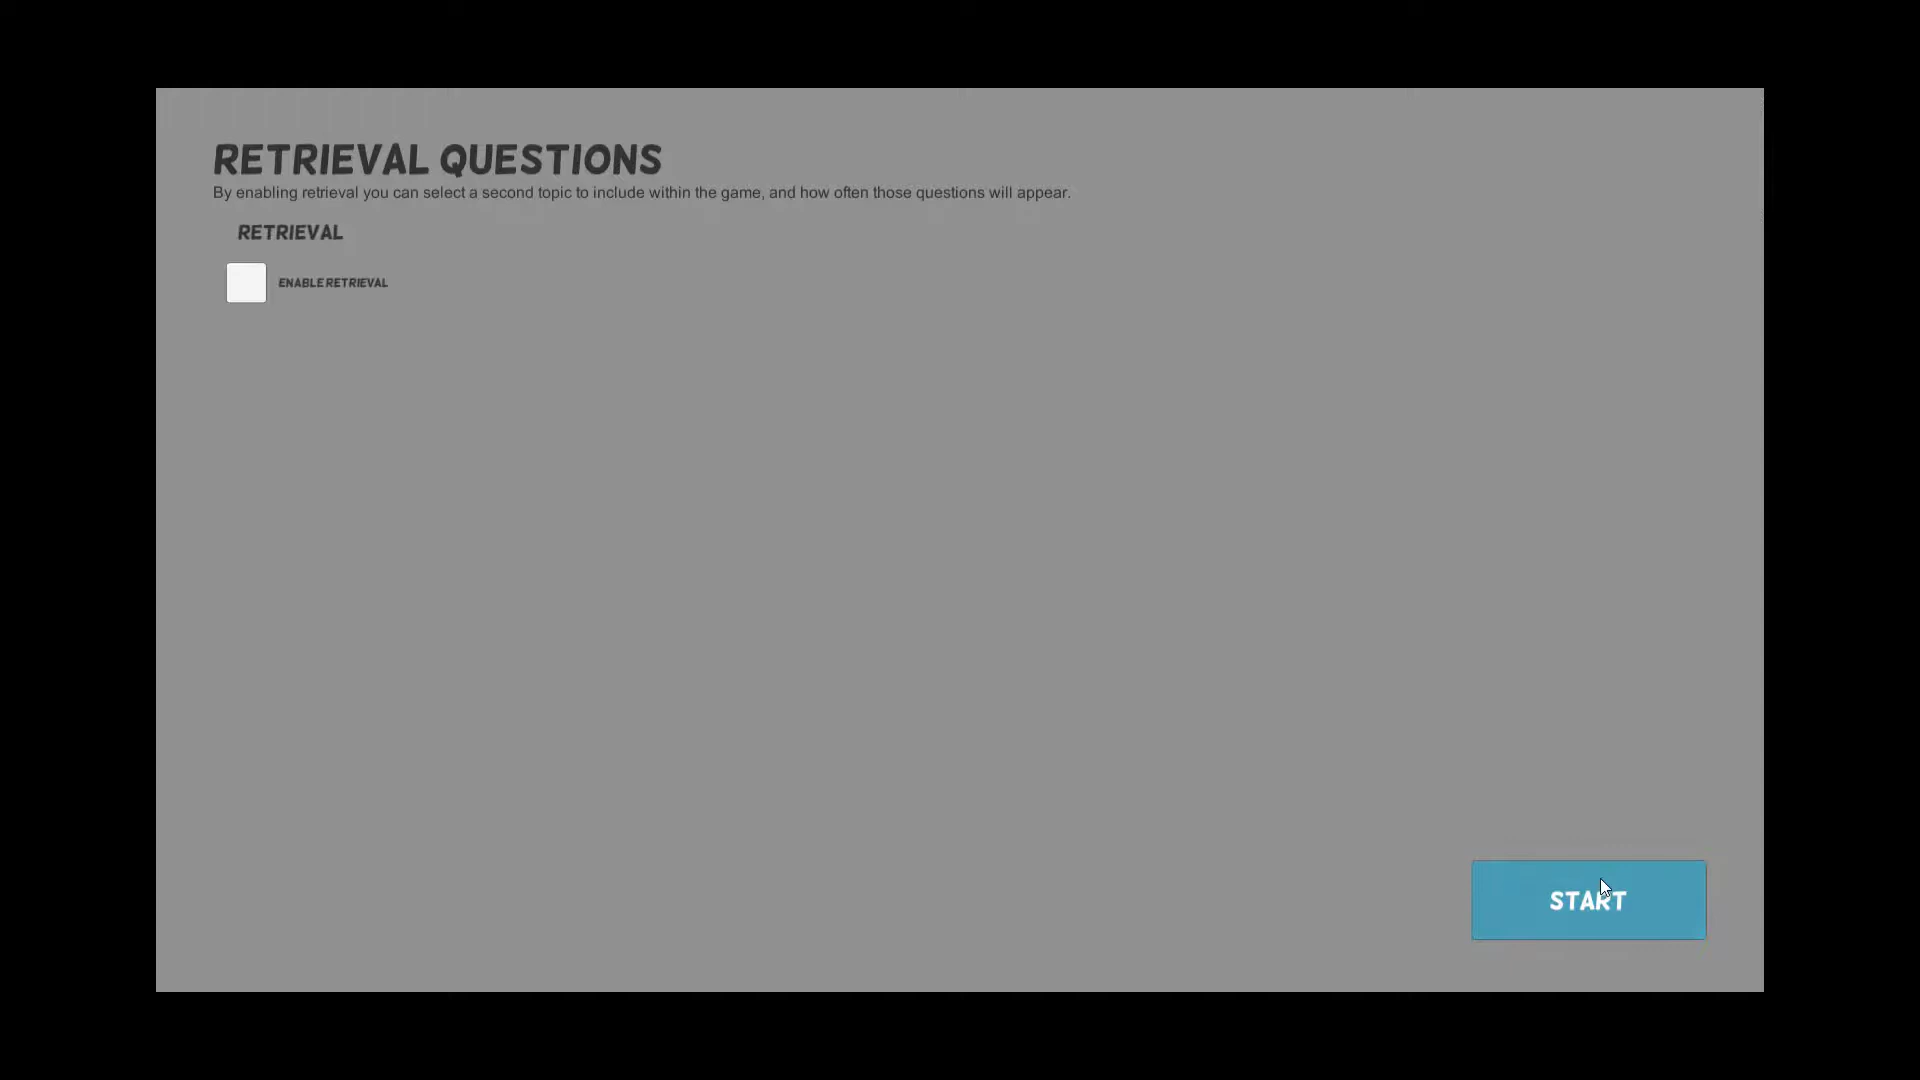 RETRIEVAL QUESTIONS
By enabling retrieval you can select a second topic to include within the game, and how often those questions will appear.
RETRIEVAL
ENABLE RETRIEVAL
START